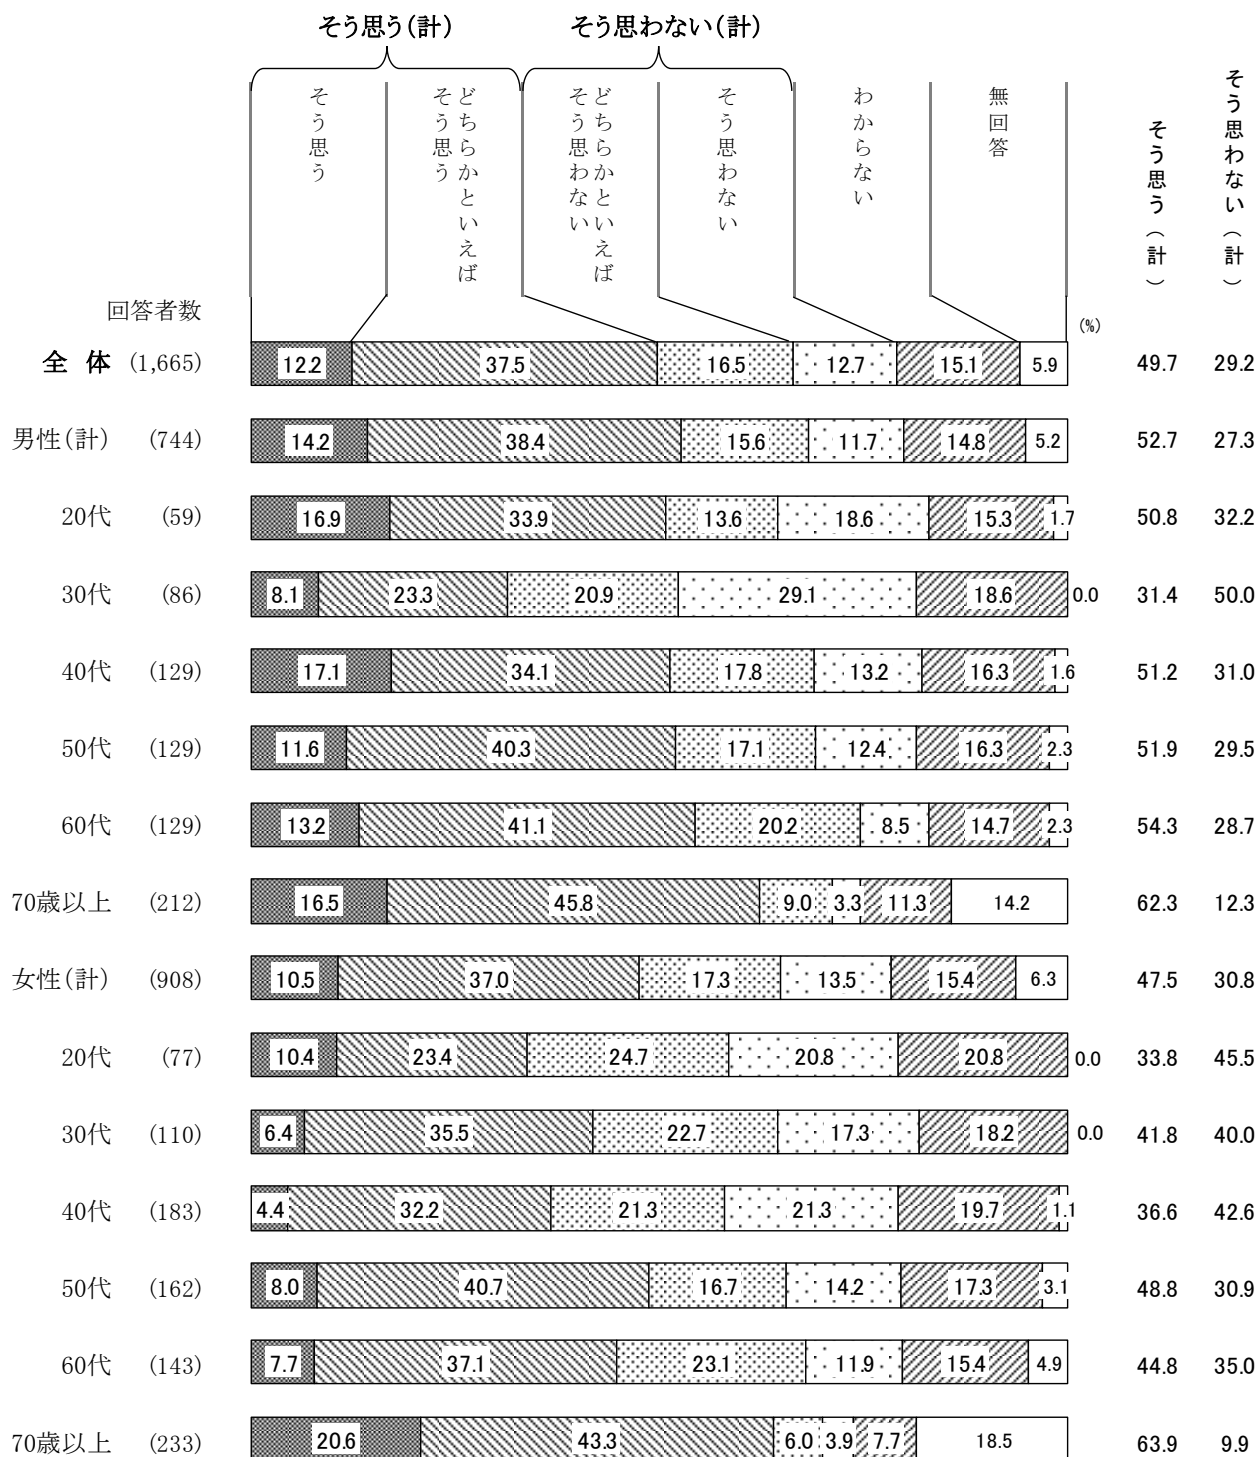 そう思う(計) そう思わない(計)
そう思う
どちらかといえば
そう思う
どちらかといえば
そう思わない
そう思わない
わからない
無回答
そう思う(計)
そう思わない(計)
回答者数
(%)
全 体 (1,665) 12.2 37.5 16.5 12.7 15.1 5.9 49.7 29.2
男性(計) (744) 14.2 38.4 15.6 11.7 14.8 5.2 52.7 27.3
20代 (59) 16.9 33.9 13.6 18.6 15.3 1.7 50.8 32.2
30代 (86) 8.1 23.3 20.9 29.1 18.6 0.0 31.4 50.0
40代 (129) 17.1 34.1 17.8 13.2 16.3 1.6 51.2 31.0
50代 (129) 11.6 40.3 17.1 12.4 16.3 2.3 51.9 29.5
60代 (129) 13.2 41.1 20.2 8.5 14.7 2.3 54.3 28.7
70歳以上 (212) 16.5 45.8 9.0 3.3 11.3 14.2 62.3 12.3
女性(計) (908) 10.5 37.0 17.3 13.5 15.4 6.3 47.5 30.8
20代 (77) 10.4 23.4 24.7 20.8 20.8 0.0 33.8 45.5
30代 (110) 6.4 35.5 22.7 17.3 18.2 0.0 41.8 40.0
40代 (183) 4.4 32.2 21.3 21.3 19.7 1.1 36.6 42.6
50代 (162) 8.0 40.7 16.7 14.2 17.3 3.1 48.8 30.9
60代 (143) 7.7 37.1 23.1 11.9 15.4 4.9 44.8 35.0
70歳以上 (233) 20.6 43.3 6.0 3.9 7.7 18.5 63.9 9.9